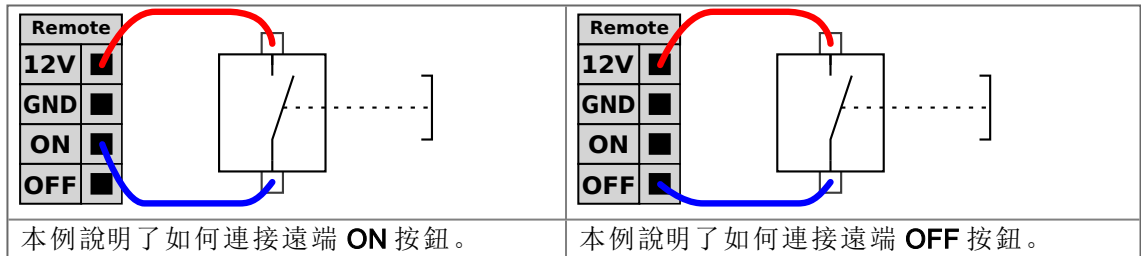 Remote
12V
GND
ON
OFF
本例說明了如何連接遠端 ON 按鈕。
Remote
12V
GND
ON
OFF
本例說明了如何連接遠端 OFF 按鈕。